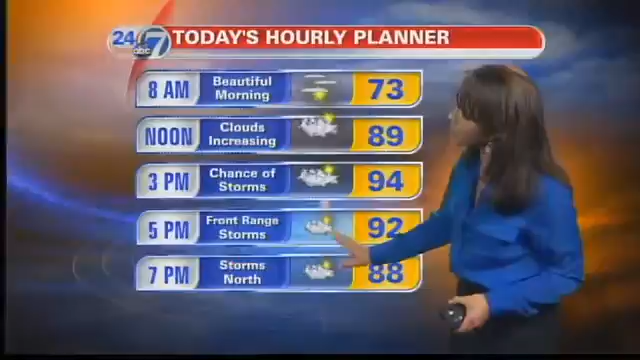 24 abc 7 TODAY'S HOURLY PLANNER
8 AM Beautiful Morning 73
NOON Clouds Increasing 89
3 PM Chance of Storms 94
5 PM Front Range Storms 92
7 PM Storms North 88